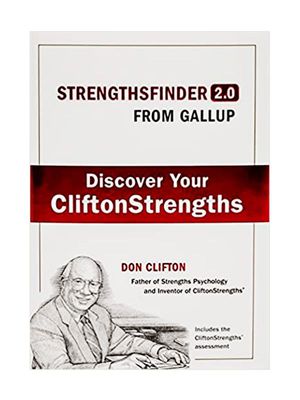 STRENGTHSFINDER 2.0
FROM GALLUP
Discover Your
CliftonStrengths
DON CLIFTON
Father of Strengths Psychology
and Inventor of CliftonStrengths®
Includes the
CliftonStrengths®
assessment